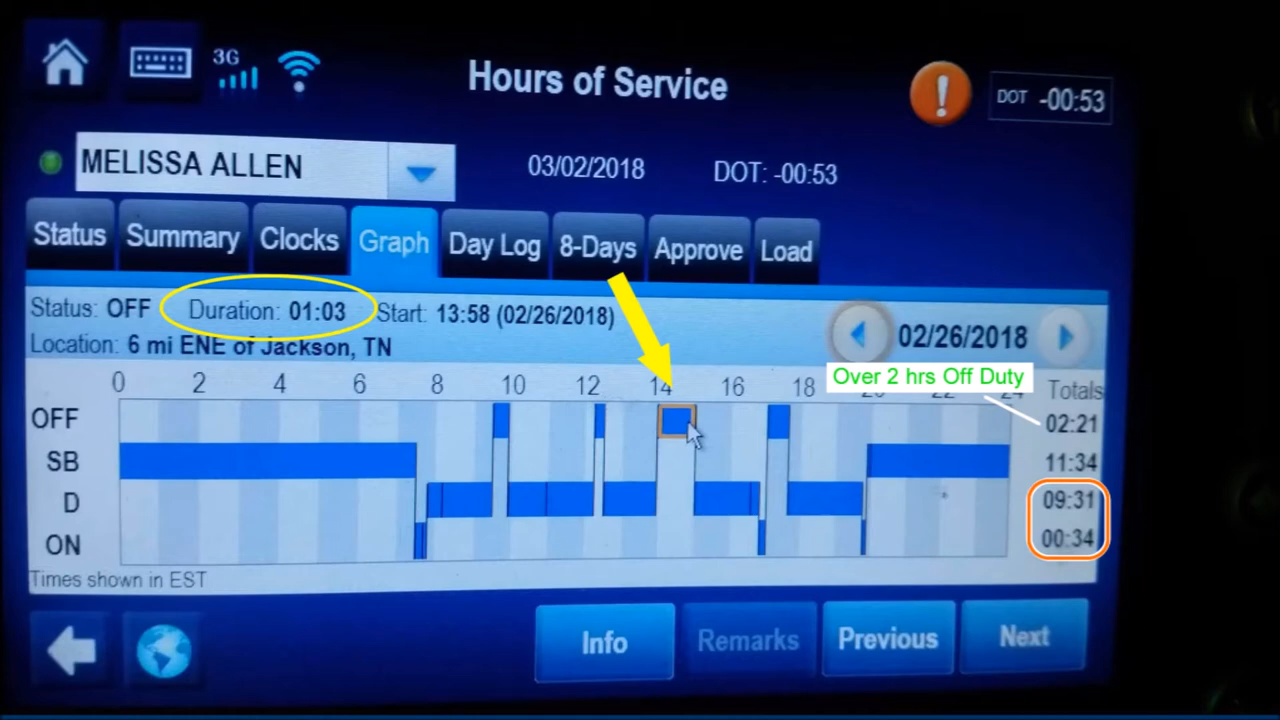 3G
Hours of Service
DOT -00:53
MELISSA ALLEN
03/02/2018
DOT: -00:53
Status Summary Clocks Graph Day Log 8-Days Approve Load
Status: OFF Duration: 01:03 Start: 13:58 (02/26/2018)
Location: 6 mi ENE of Jackson, TN
02/26/2018
Over 2 hrs Off Duty
0 2 4 6 8 10 12 14 16 18 20 22 24 Totals
OFF 02:21
SB 11:34
D 09:31
ON 00:34
Times shown in EST
Info Remarks Previous Next